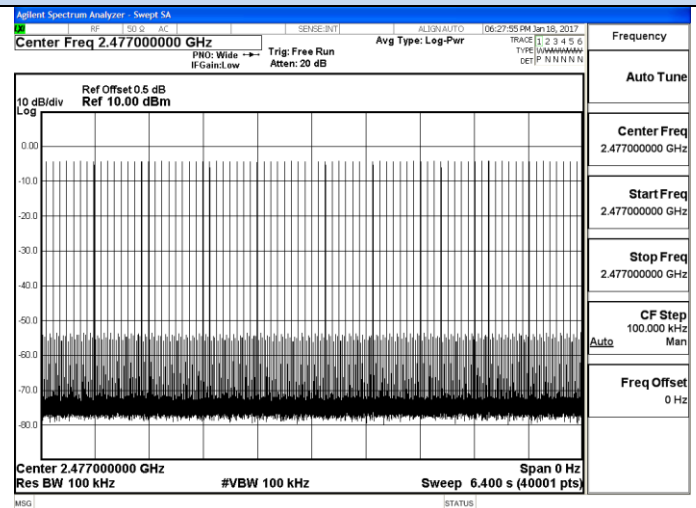 Agilent Spectrum Analyzer - Swept SA
RF 50 Ω AC SENSE:INT ALIGN AUTO 06:27:55 PM Jan 18, 2017
Center Freq 2.477000000 GHz
PNO: Wide Trig: Free Run
IFGain:Low Atten: 20 dB
Avg Type: Log-Pwr
TRACE 1 2 3 4 5 6
TYPE
DET P N N N N N
Frequency
Auto Tune
Ref Offset 0.5 dB
10 dB/div Ref 10.00 dBm
Log
0.00
-10.0
-20.0
-30.0
-40.0
-50.0
-60.0
-70.0
-80.0
Center Freq
2.477000000 GHz
Start Freq
2.477000000 GHz
Stop Freq
2.477000000 GHz
CF Step
100.000 kHz
Auto Man
Freq Offset
0 Hz
Center 2.477000000 GHz Span 0 Hz
Res BW 100 kHz #VBW 100 kHz Sweep 6.400 s (40001 pts)
MSG STATUS